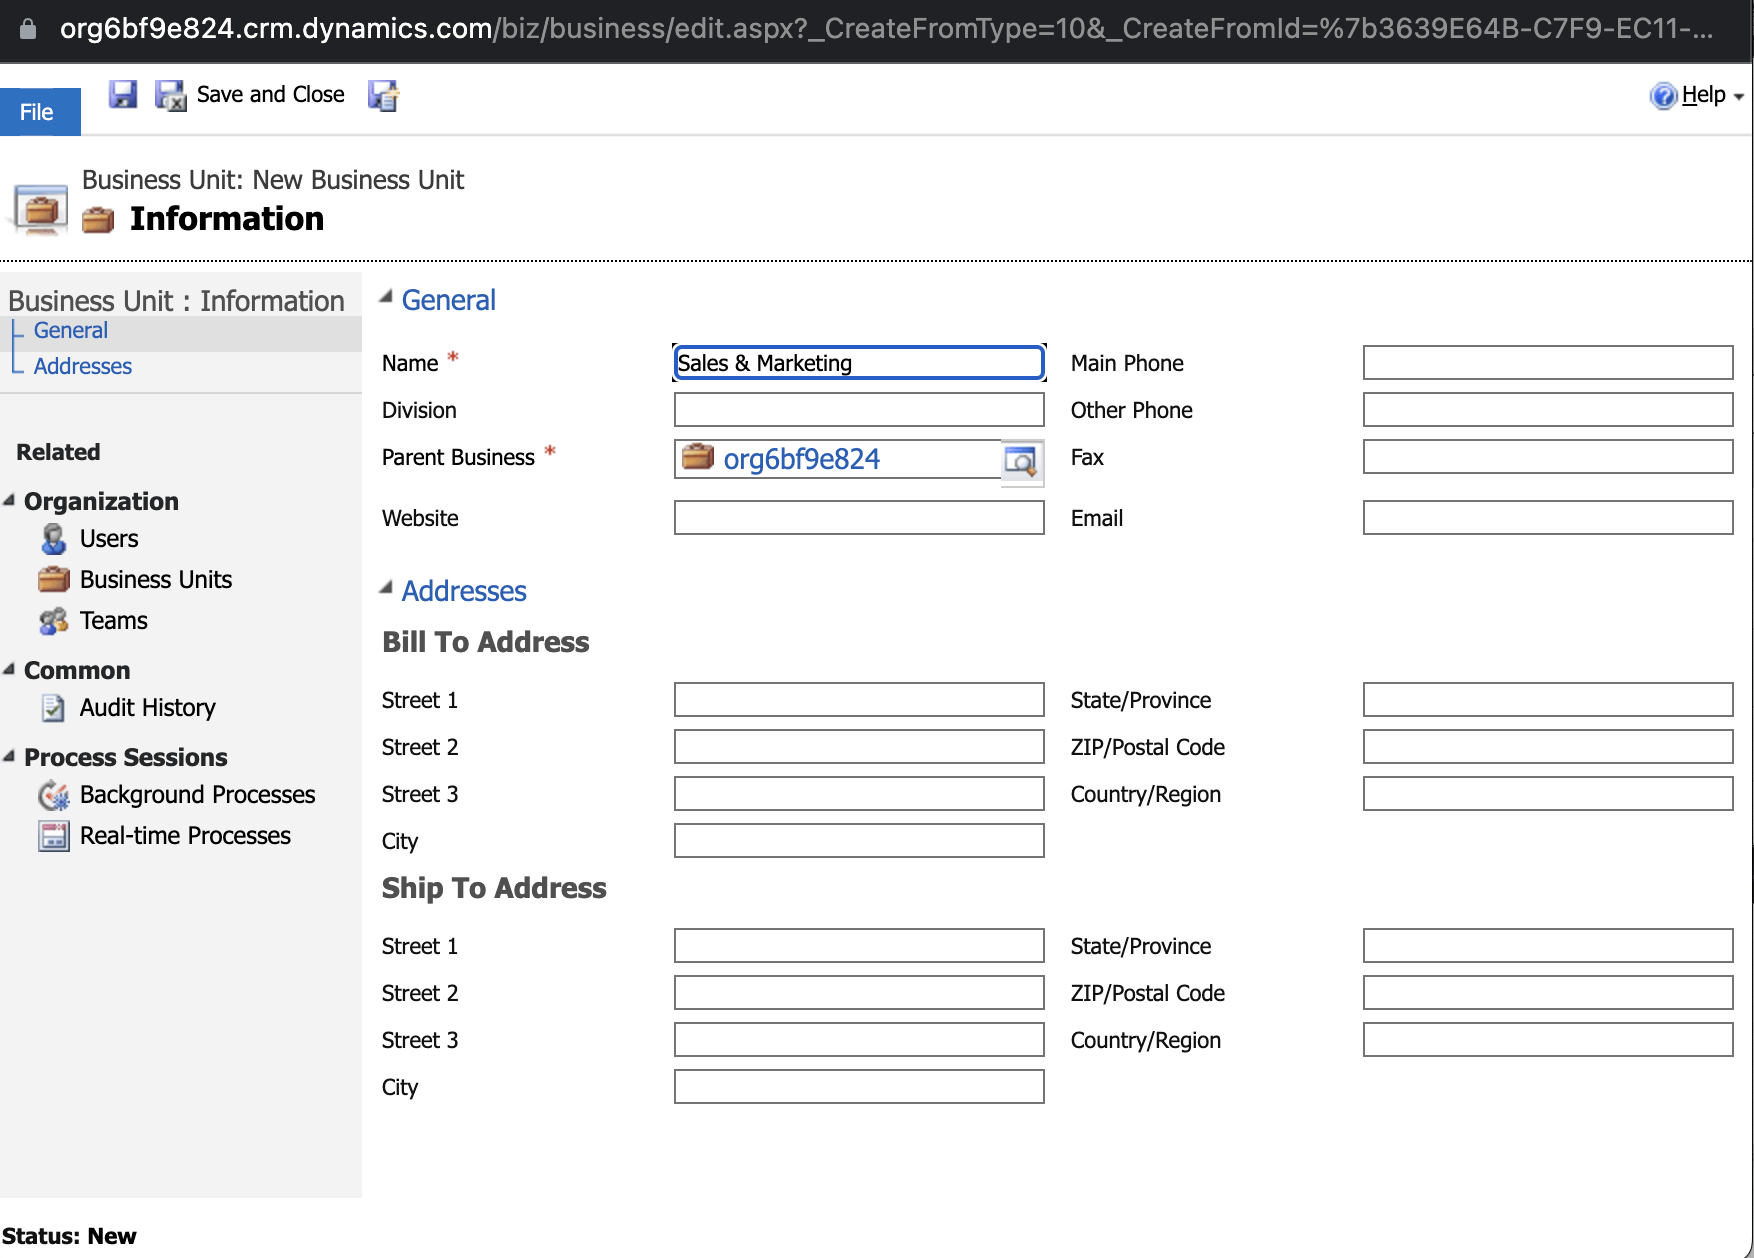 org6bf9e824.crm.dynamics.com/biz/business/edit.aspx?_CreateFromType=10&_CreateFromId=%7b3639E64B-C7F9-EC11-...
File
Save and Close
Help
Business Unit: New Business Unit
Information
Business Unit : Information
General
Addresses
Related
Organization
Users
Business Units
Teams
Common
Audit History
Process Sessions
Background Processes
Real-time Processes
General
Name * Sales & Marketing Main Phone
Division Other Phone
Parent Business * org6bf9e824 Fax
Website Email
Addresses
Bill To Address
Street 1 State/Province
Street 2 ZIP/Postal Code
Street 3 Country/Region
City
Ship To Address
Street 1 State/Province
Street 2 ZIP/Postal Code
Street 3 Country/Region
City
Status: New